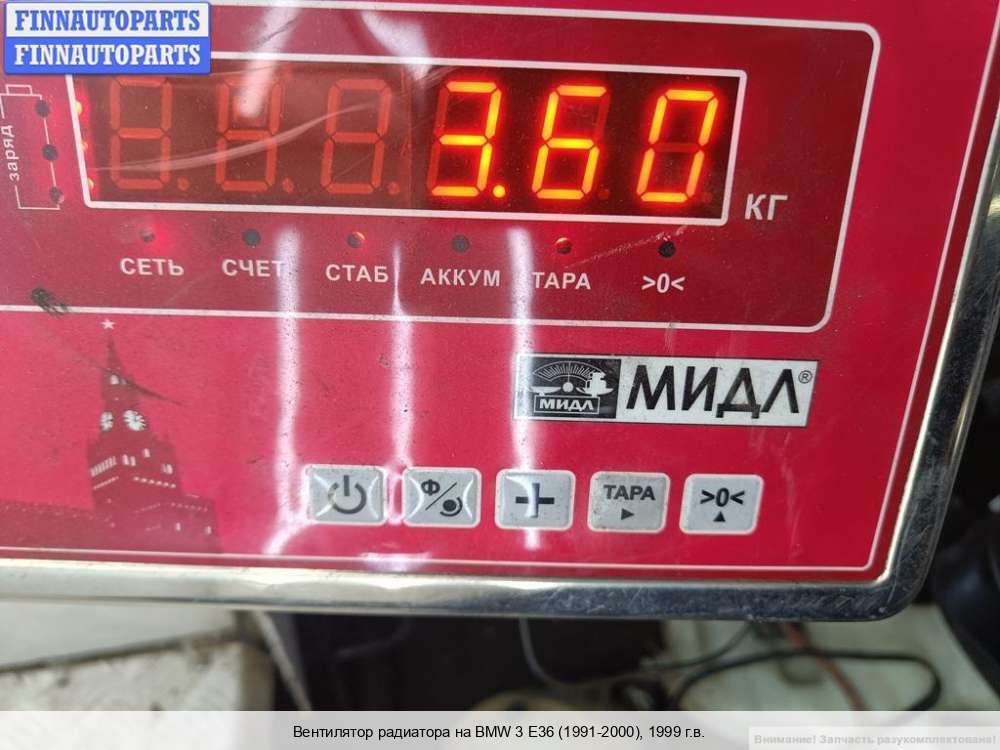 FINNAUTOPARTS
FINNAUTOPARTS
заряд
3.60
КГ
СЕТЬ СЧЕТ СТАБ АККУМ ТАРА >0<
МИДЛ МИДЛ®
Ф/ + ТАРА >0<
Вентилятор радиатора на BMW 3 E36 (1991-2000), 1999 г.в.
Внимание! Запчасть разукомплектована!